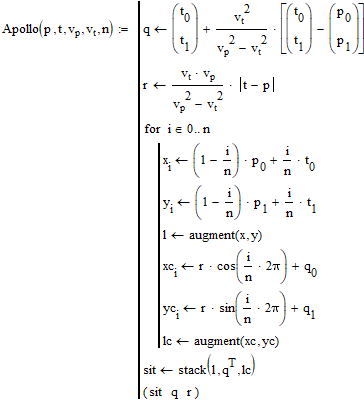 Apollo(p,t,v_p,v_t,n) := q ← (t_0 t_1) + v_t^2 / (v_p^2 − v_t^2) · [(t_0 t_1) − (p_0 p_1)]
r ← v_t · v_p / (v_p^2 − v_t^2) · |t − p|
for i ∈ 0..n
x_i ← (1 − i/n) · p_0 + i/n · t_0
y_i ← (1 − i/n) · p_1 + i/n · t_1
l ← augment(x,y)
xc_i ← r · cos(i/n · 2π) + q_0
yc_i ← r · sin(i/n · 2π) + q_1
lc ← augment(xc,yc)
sit ← stack(l,q^T,lc)
(sit q r)